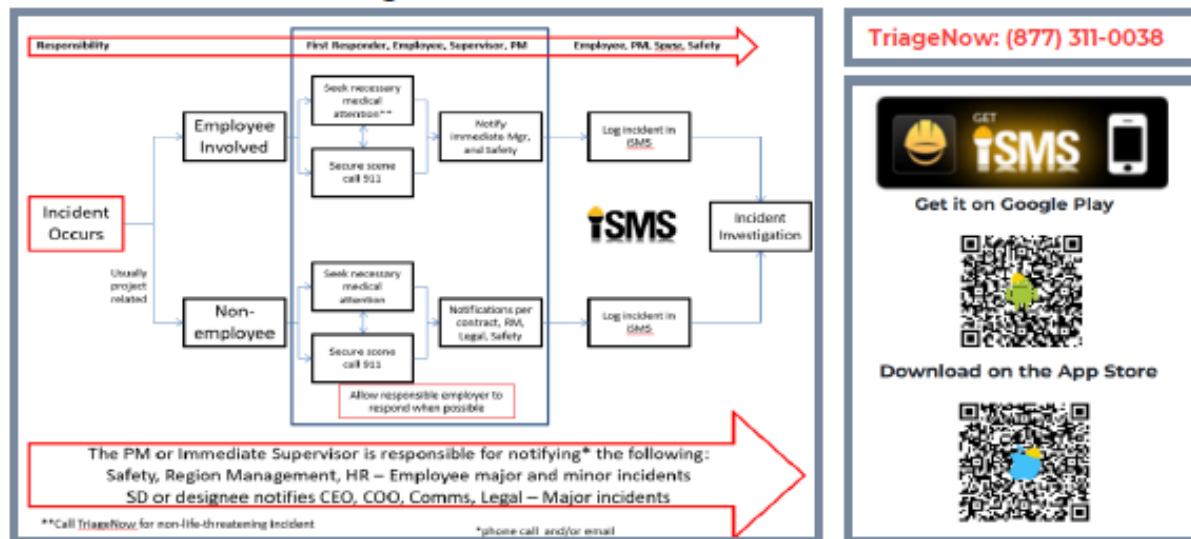 Responsibility
First Responder, Employee, Supervisor, PM
Employee, PM, Spvsr, Safety
Incident
Occurs
Usually
project
related
Employee
Involved
Seek necessary
medical
attention**
Secure scene
call 911
Notify
immediate Mgr.
and Safety
Log incident in
iSMS
Non-
employee
Seek necessary
medical
attention
Secure scene
call 911
Notifications per
contract, RM,
Legal, Safety
Log incident in
iSMS
Allow responsible employer to
respond when possible
iSMS
Incident
Investigation
The PM or Immediate Supervisor is responsible for notifying* the following:
Safety, Region Management, HR – Employee major and minor incidents
SD or designee notifies CEO, COO, Comms, Legal – Major incidents
**Call TriageNow for non-life-threatening incident
*phone call and/or email
TriageNow: (877) 311-0038
GET
iSMS
Get it on Google Play
Download on the App Store